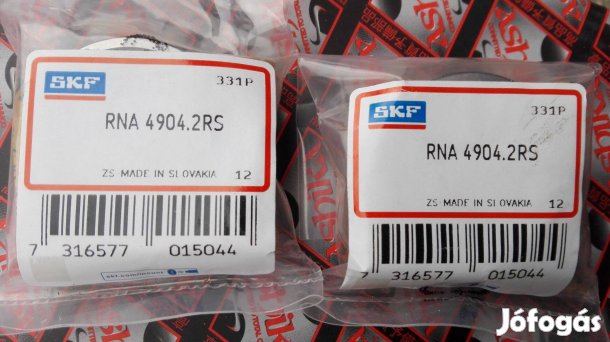 SKF
331P
RNA 4904.2RS
ZS MADE IN SLOVAKIA 12
7 316577 015044
SKF
331P
RNA 4904.2RS
ZS MADE IN SLOVAKIA 12
7 316577 015044
Jófogás